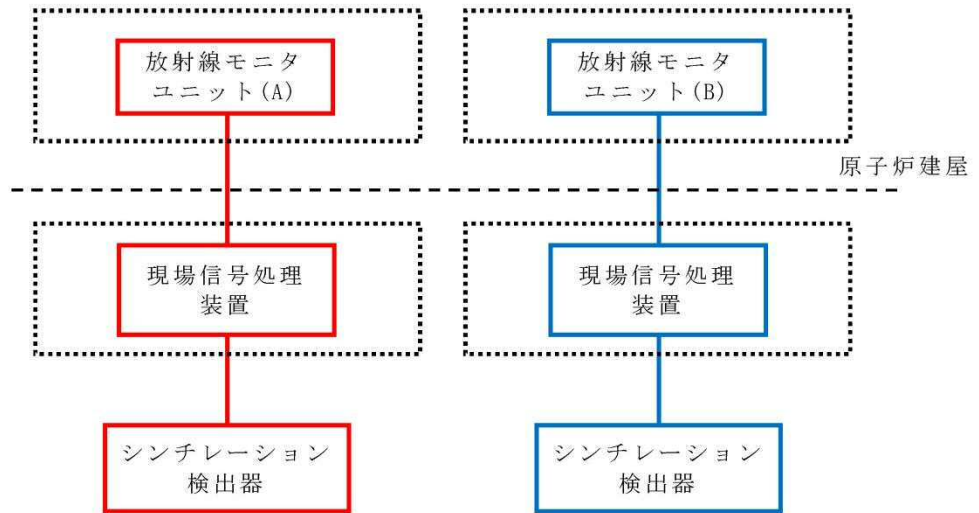 放射線モニタ
ユニット(A)
放射線モニタ
ユニット(B)
原子炉建屋
現場信号処理
装置
現場信号処理
装置
シンチレーション
検出器
シンチレーション
検出器